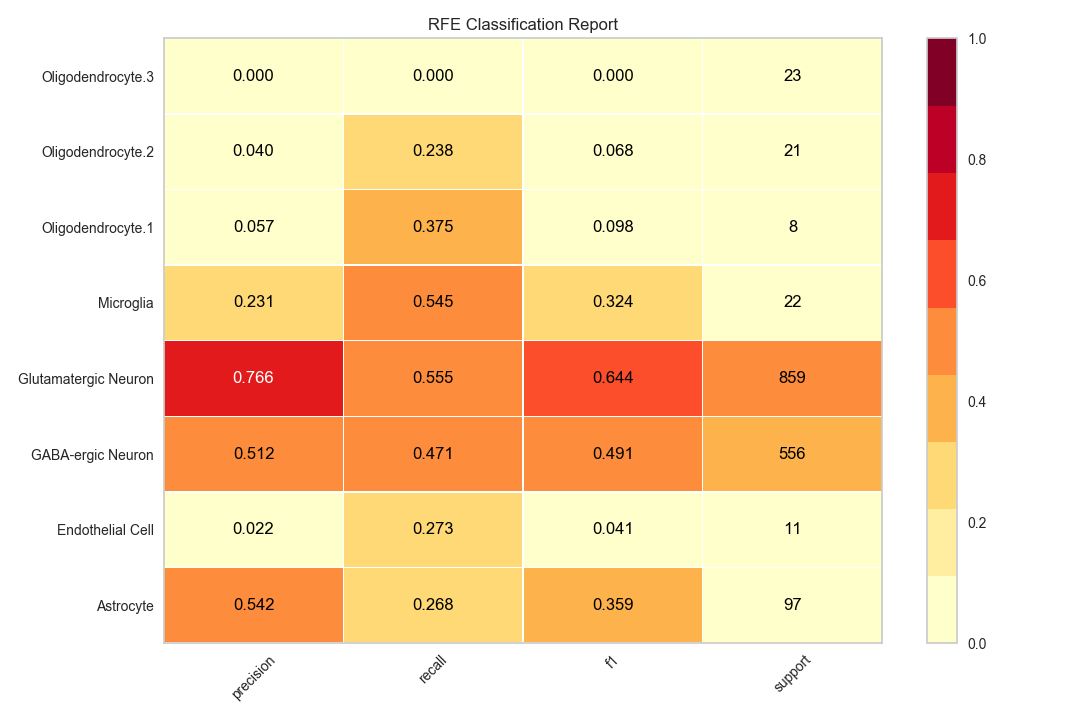 RFE Classification Report
Oligodendrocyte.3 0.000 0.000 0.000 23
Oligodendrocyte.2 0.040 0.238 0.068 21
Oligodendrocyte.1 0.057 0.375 0.098 8
Microglia 0.231 0.545 0.324 22
Glutamatergic Neuron 0.766 0.555 0.644 859
GABA-ergic Neuron 0.512 0.471 0.491 556
Endothelial Cell 0.022 0.273 0.041 11
Astrocyte 0.542 0.268 0.359 97
precision recall f1 support
1.0
0.8
0.6
0.4
0.2
0.0